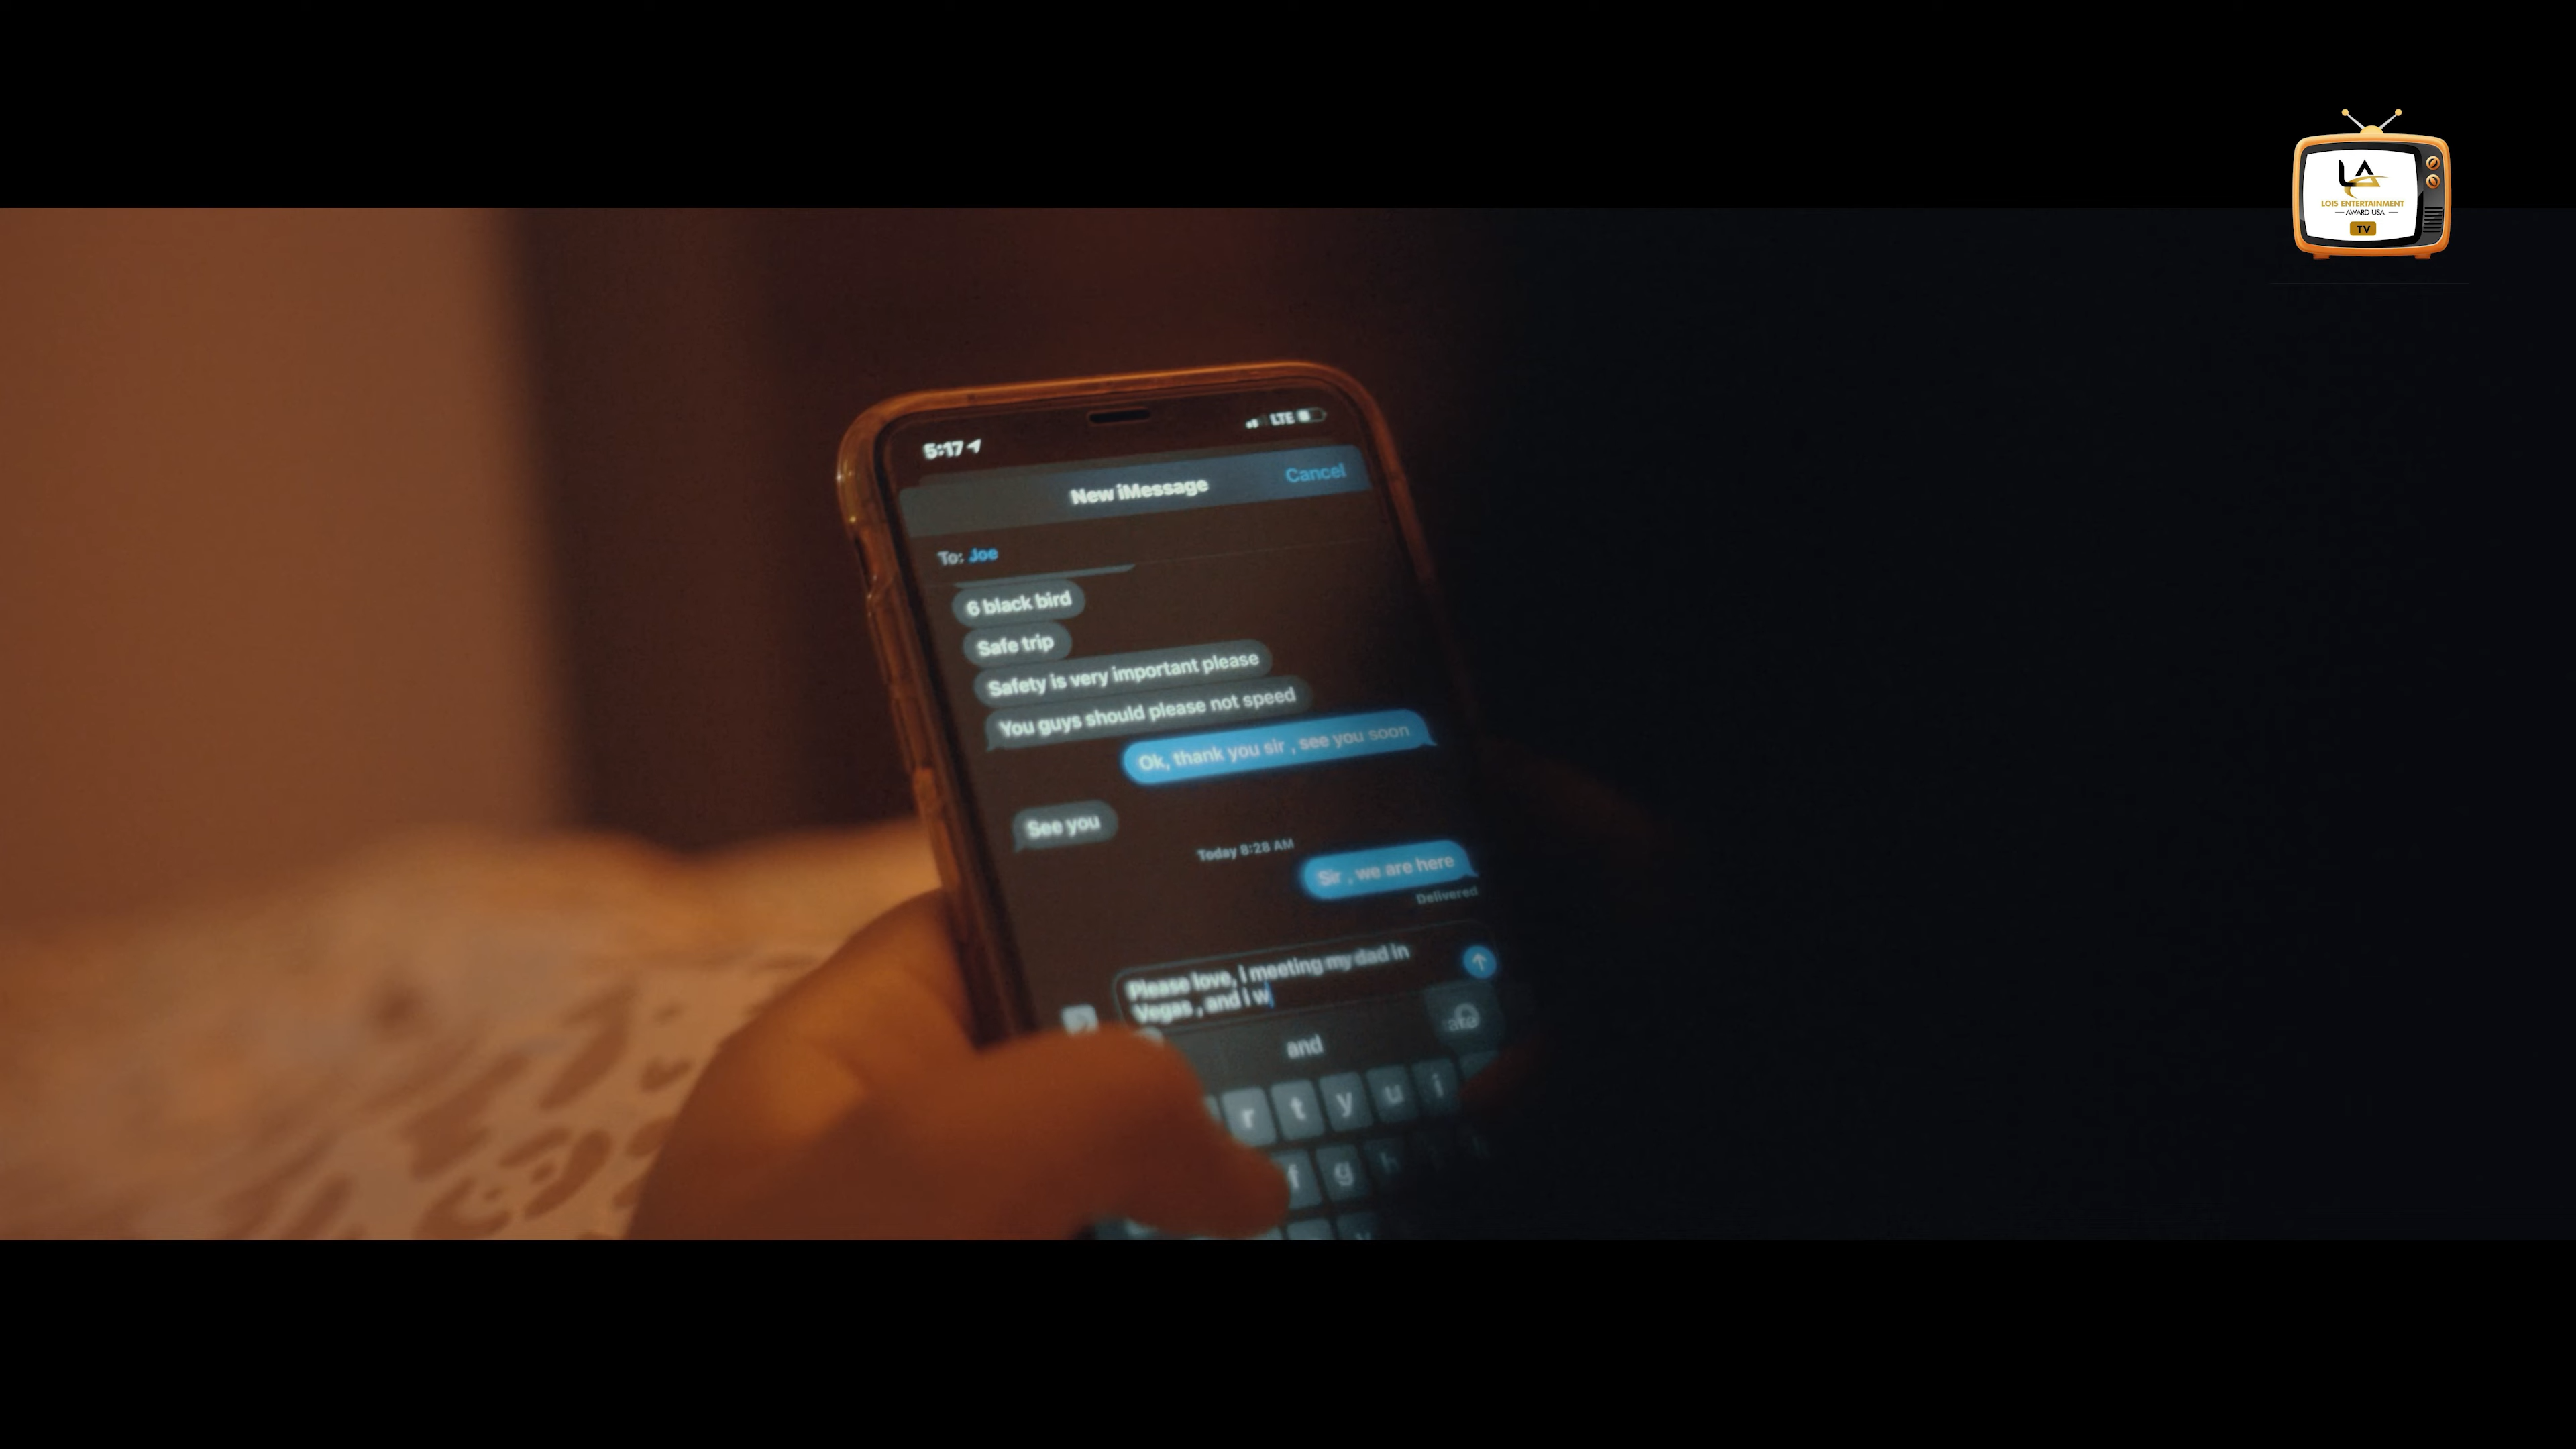 LA
LOIS ENTERTAINMENT
AWARD USA
TV
5:17
LTE
New iMessage
Cancel
To: Joe
6 black bird
Safe trip
Safety is very important please
You guys should please not speed
Ok, thank you sir , see you soon
See you
Today 8:28 AM
Sir , we are here
Delivered
Please love, I meeting my dad in
Vegas , and I w
and
r t y u i
f g h